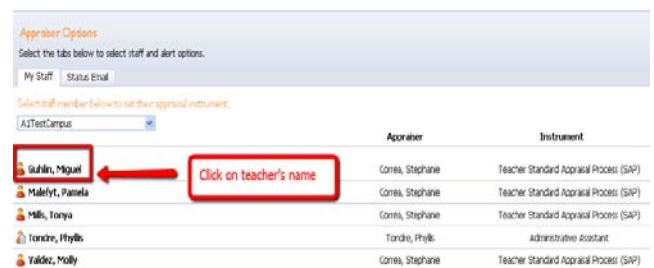 Appraiser Options
Select the tabs below to select staff and alert options.
My Staff Status Email
Select staff member below to set their appraisal instrument.
A1TestCampus
Appraiser Instrument
Guhlin, Miguel Correa, Stephanie Teacher Standard Appraisal Process (SAP)
Click on teacher's name
Malefyt, Pamela Correa, Stephanie Teacher Standard Appraisal Process (SAP)
Mills, Tonya Correa, Stephanie Teacher Standard Appraisal Process (SAP)
Tondre, Phyllis Tondre, Phyllis Administrative Assistant
Valdez, Molly Correa, Stephanie Teacher Standard Appraisal Process (SAP)